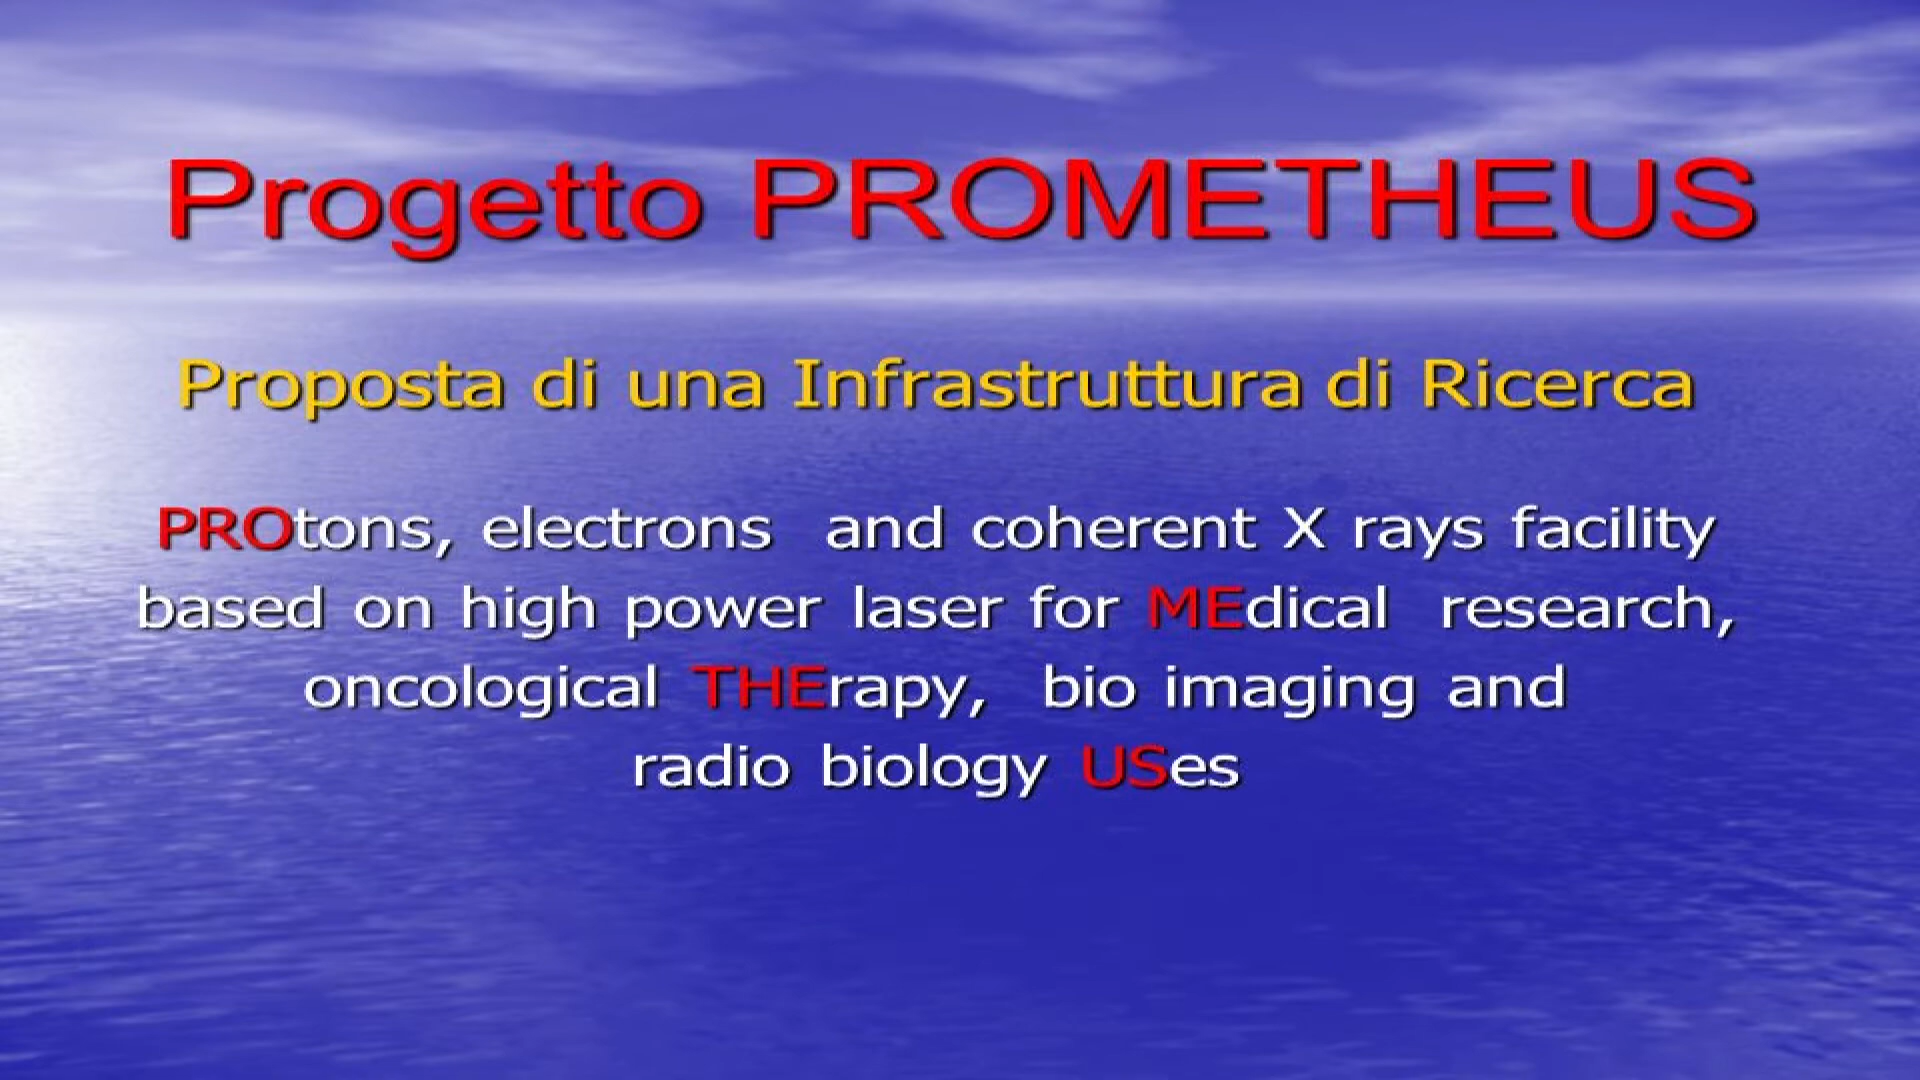 Progetto PROMETHEUS
Proposta di una Infrastruttura di Ricerca
PROtons, electrons and coherent X rays facility
based on high power laser for MEdical research,
oncological THErapy, bio imaging and
radio biology USes